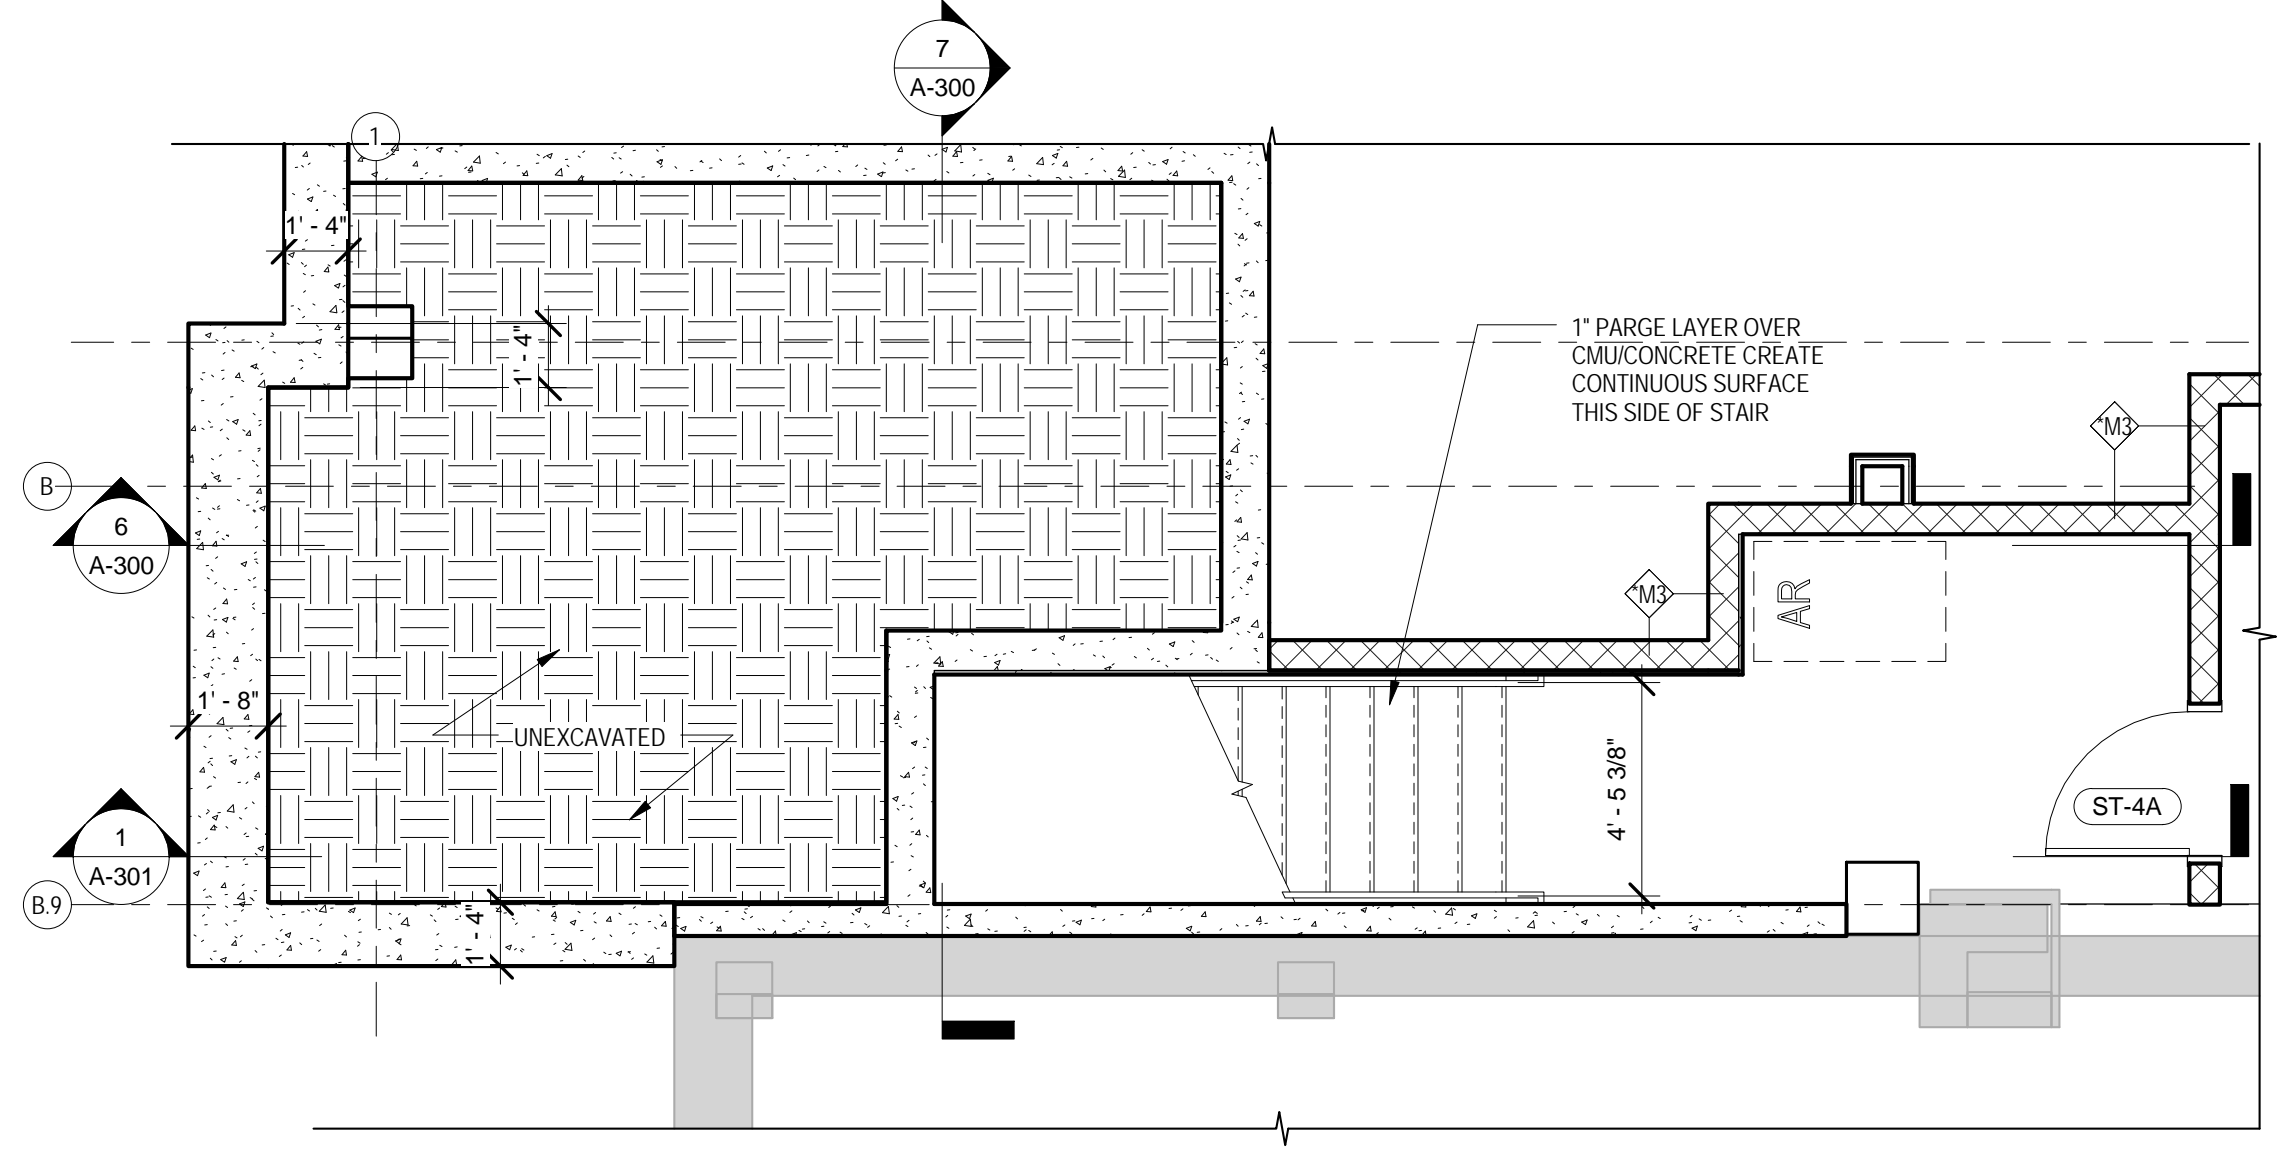 7
A-300
1
1' - 4"
1' - 4"
1" PARGE LAYER OVER
CMU/CONCRETE CREATE
CONTINUOUS SURFACE
THIS SIDE OF STAIR
*M3
B
6
A-300
*M3
AR
1' - 8"
UNEXCAVATED
4' - 5 3/8"
ST-4A
1
A-301
B.9
1' - 4"